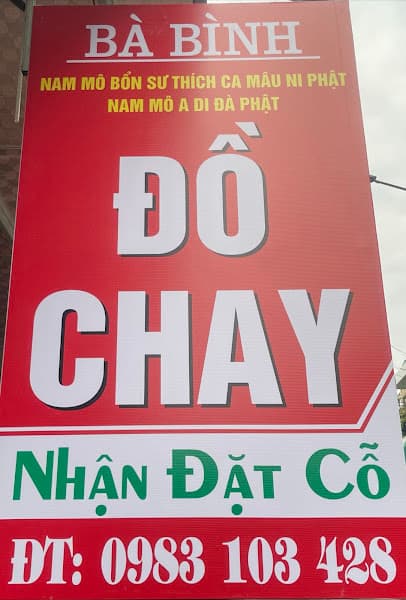 BÀ BÌNH
NAM MÔ BỔN SƯ THÍCH CA MÂU NI PHẬT
NAM MÔ A DI ĐÀ PHẬT
ĐỒ
CHAY
NHẬN ĐẶT CỖ
ĐT: 0983 103 428